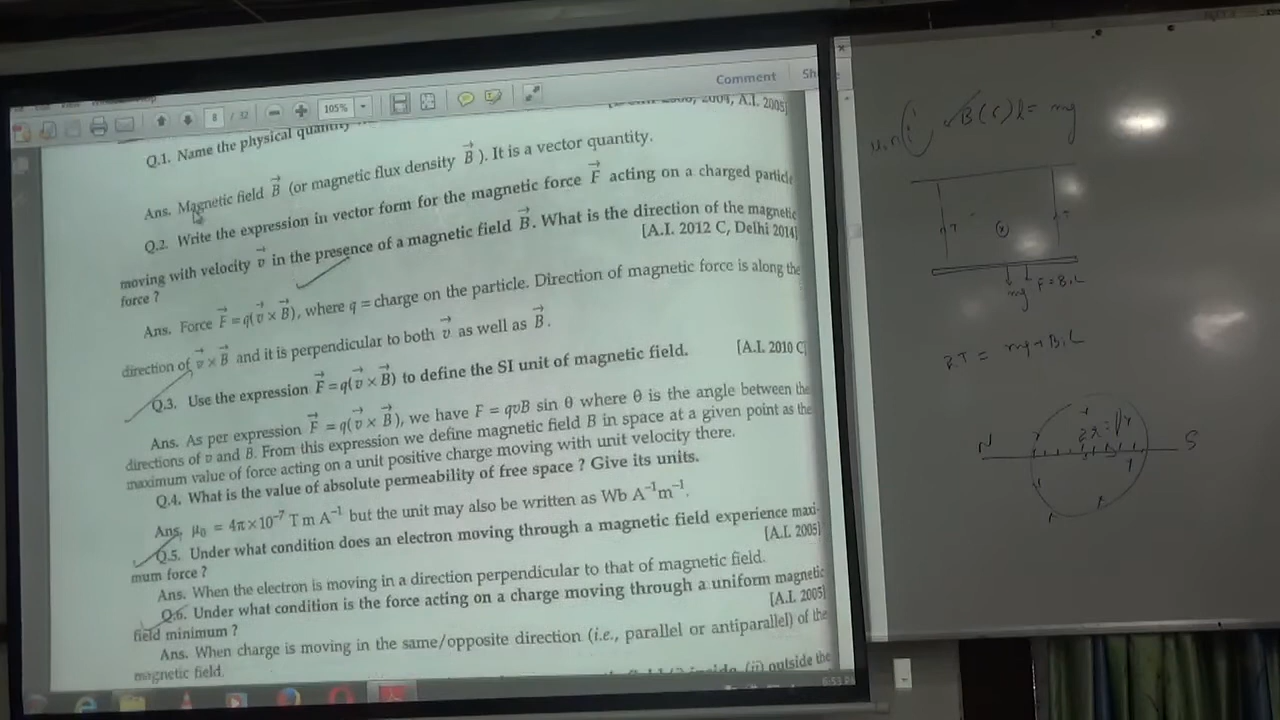 Comment
8 / 32
105%
2004, A.I. 2005]
Q.1. Name the physical quantity
Ans. Magnetic field B⃗ (or magnetic flux density B⃗ ). It is a vector quantity.
Q.2. Write the expression in vector form for the magnetic force F⃗ acting on a charged particle
moving with velocity v⃗ in the presence of a magnetic field B⃗. What is the direction of the magnetic
force ? [A.I. 2012 C, Delhi 2014]
Ans. Force F⃗ = q(v⃗ × B⃗), where q = charge on the particle. Direction of magnetic force is along the
direction of v⃗ × B⃗ and it is perpendicular to both v⃗ as well as B⃗.
Q.3. Use the expression F⃗ = q(v⃗ × B⃗) to define the SI unit of magnetic field. [A.I. 2010 C]
Ans. As per expression F⃗ = q(v⃗ × B⃗), we have F = qvB sin θ where θ is the angle between the
directions of v and B. From this expression we define magnetic field B in space at a given point as the
maximum value of force acting on a unit positive charge moving with unit velocity there.
Q.4. What is the value of absolute permeability of free space ? Give its units.
Ans. μ₀ = 4π×10⁻⁷ T m A⁻¹ but the unit may also be written as Wb A⁻¹m⁻¹.
Q.5. Under what condition does an electron moving through a magnetic field experience maxi-
mum force ? [A.I. 2005]
Ans. When the electron is moving in a direction perpendicular to that of magnetic field.
Q.6. Under what condition is the force acting on a charge moving through a uniform magnetic
field minimum ? [A.I. 2005]
Ans. When charge is moving in the same/opposite direction (i.e., parallel or antiparallel) of the
magnetic field.
(ii) outside the
= mg
T
T
mg F = BiL
2T = mg + BiL
N
S